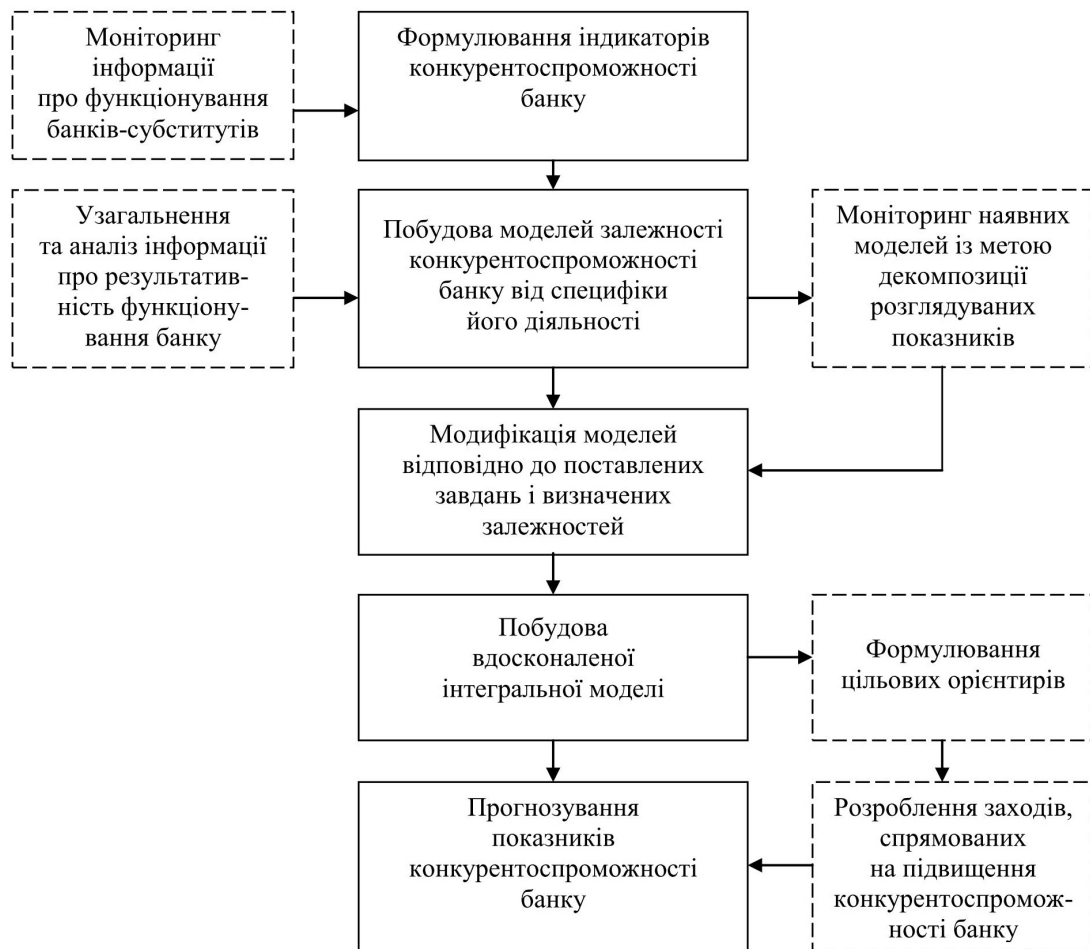 Моніторинг
інформації
про функціонування
банків-субститутів
Формулювання індикаторів
конкурентоспроможності
банку
Узагальнення
та аналіз інформації
про результатив-
ність функціону-
вання банку
Побудова моделей залежності
конкурентоспроможності
банку від специфіки
його діяльності
Моніторинг наявних
моделей із метою
декомпозиції
розглядуваних
показників
Модифікація моделей
відповідно до поставлених
завдань і визначених
залежностей
Побудова
вдосконаленої
інтегральної моделі
Формулювання
цільових орієнтирів
Прогнозування
показників
конкурентоспроможності
банку
Розроблення заходів,
спрямованих
на підвищення
конкурентоспромож-
ності банку